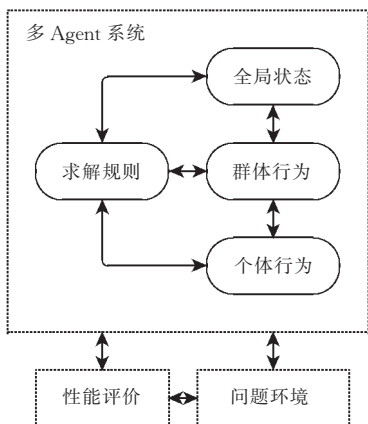 多 Agent 系统
全局状态
求解规则
群体行为
个体行为
性能评价
问题环境